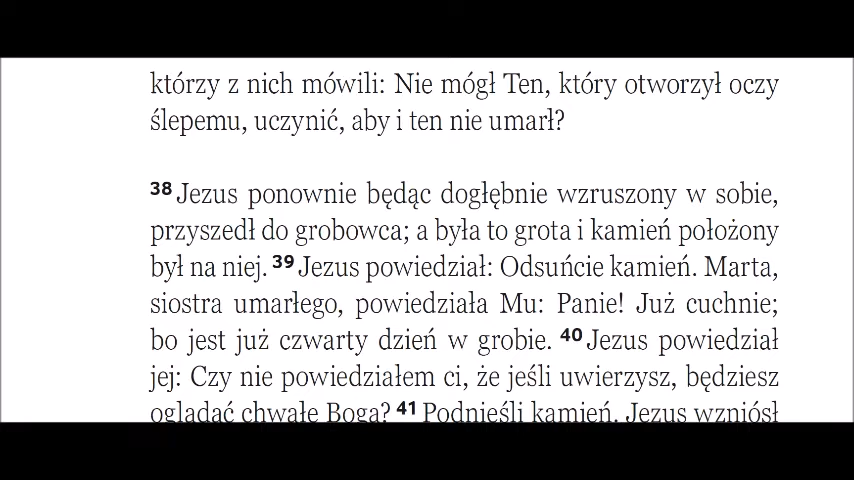 którzy z nich mówili: Nie mógł Ten, który otworzył oczy
ślepemu, uczynić, aby i ten nie umarł?
38 Jezus ponownie będąc dogłębnie wzruszony w sobie,
przyszedł do grobowca; a była to grota i kamień położony
był na niej. 39 Jezus powiedział: Odsuńcie kamień. Marta,
siostra umarłego, powiedziała Mu: Panie! Już cuchnie;
bo jest już czwarty dzień w grobie. 40 Jezus powiedział
jej: Czy nie powiedziałem ci, że jeśli uwierzysz, będziesz
oglądać chwałę Boga? 41 Podnieśli kamień. Jezus wzniósł